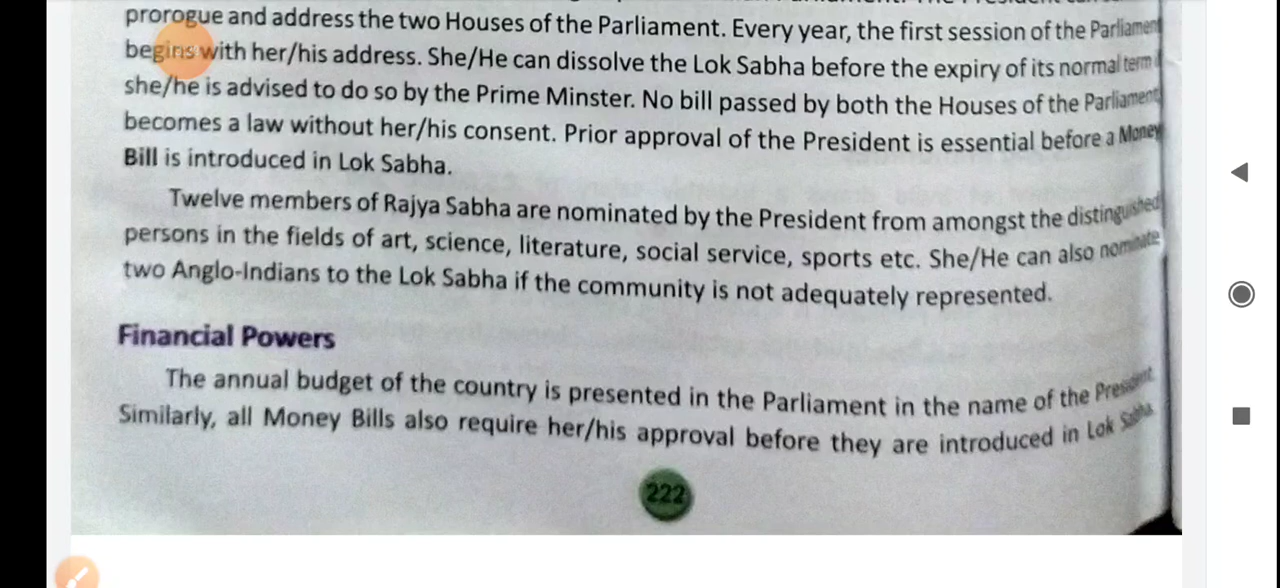 prorogue and address the two Houses of the Parliament. Every year, the first session of the Parliament
begins with her/his address. She/He can dissolve the Lok Sabha before the expiry of its normal term
she/he is advised to do so by the Prime Minster. No bill passed by both the Houses of the Parliament
becomes a law without her/his consent. Prior approval of the President is essential before a Money
Bill is introduced in Lok Sabha.
Twelve members of Rajya Sabha are nominated by the President from amongst the distinguished
persons in the fields of art, science, literature, social service, sports etc. She/He can also nominate
two Anglo-Indians to the Lok Sabha if the community is not adequately represented.
Financial Powers
The annual budget of the country is presented in the Parliament in the name of the President.
Similarly, all Money Bills also require her/his approval before they are introduced in Lok Sabha.
222